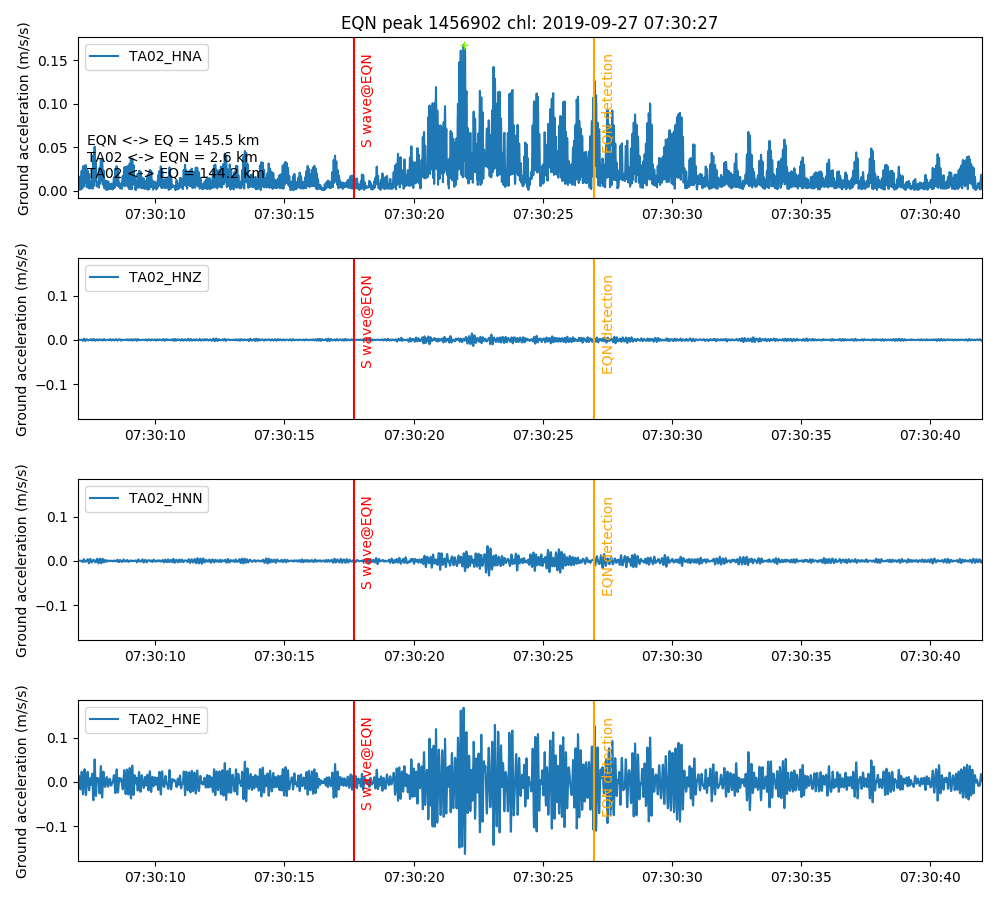 EQN peak 1456902 chl: 2019-09-27 07:30:27
Ground acceleration (m/s/s)
0.15
0.10
0.05
0.00
TA02_HNA
S wave@EQN
EQN detection
EQN <-> EQ = 145.5 km
TA02 <-> EQN = 2.6 km
TA02 <-> EQ = 144.2 km
07:30:10 07:30:15 07:30:20 07:30:25 07:30:30 07:30:35 07:30:40
Ground acceleration (m/s/s)
0.1
0.0
−0.1
TA02_HNZ
S wave@EQN
EQN detection
07:30:10 07:30:15 07:30:20 07:30:25 07:30:30 07:30:35 07:30:40
Ground acceleration (m/s/s)
0.1
0.0
−0.1
TA02_HNN
S wave@EQN
EQN detection
07:30:10 07:30:15 07:30:20 07:30:25 07:30:30 07:30:35 07:30:40
Ground acceleration (m/s/s)
0.1
0.0
−0.1
TA02_HNE
S wave@EQN
EQN detection
07:30:10 07:30:15 07:30:20 07:30:25 07:30:30 07:30:35 07:30:40